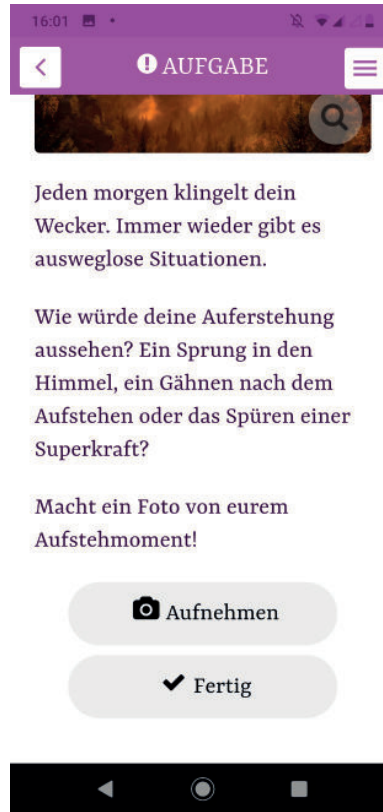 16:01
AUFGABE
Jeden morgen klingelt dein
Wecker. Immer wieder gibt es
ausweglose Situationen.
Wie würde deine Auferstehung
aussehen? Ein Sprung in den
Himmel, ein Gähnen nach dem
Aufstehen oder das Spüren einer
Superkraft?
Macht ein Foto von eurem
Aufstehmoment!
Aufnehmen
Fertig